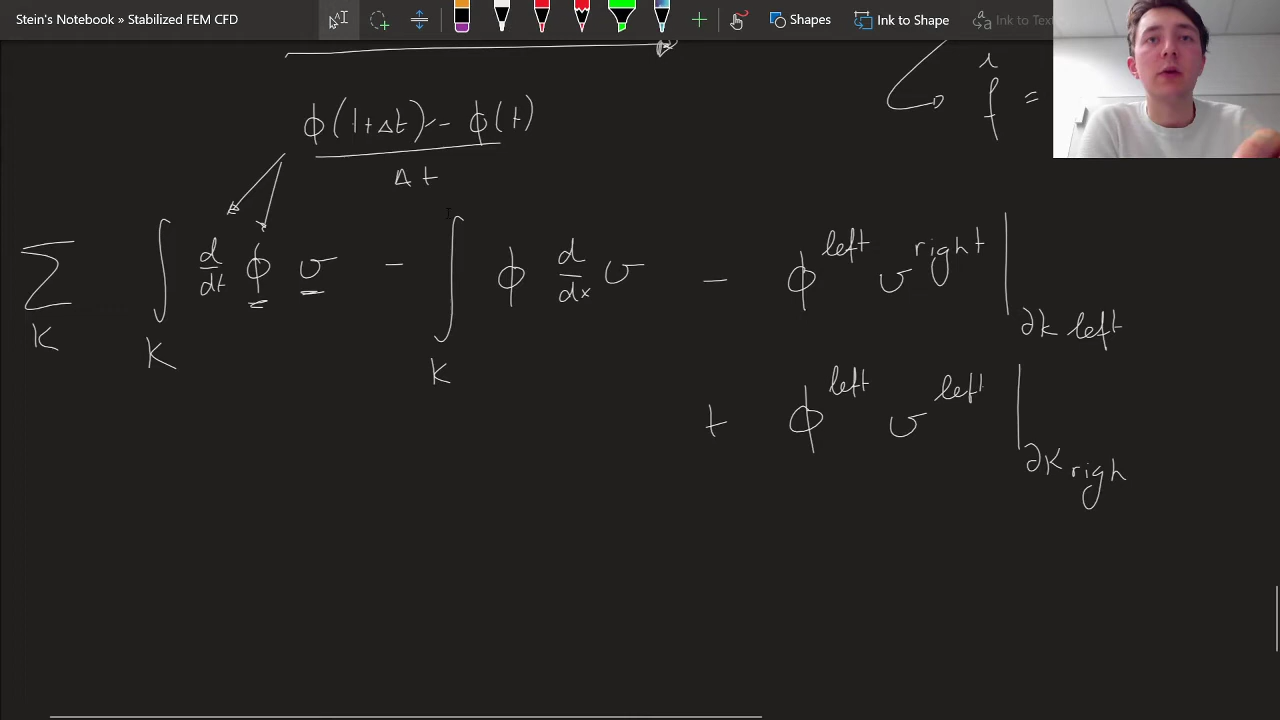 Stein's Notebook » Stabilized FEM CFD
Shapes
Ink to Shape
Ink to Text
f =
ϕ(t+Δt) - ϕ(t)
Δt
∑ ∫ d/dt ϕ v - ∫ ϕ d/dx v - ϕ^left v^right |
K K K ∂K left
+ ϕ^left v^left |
∂K righ